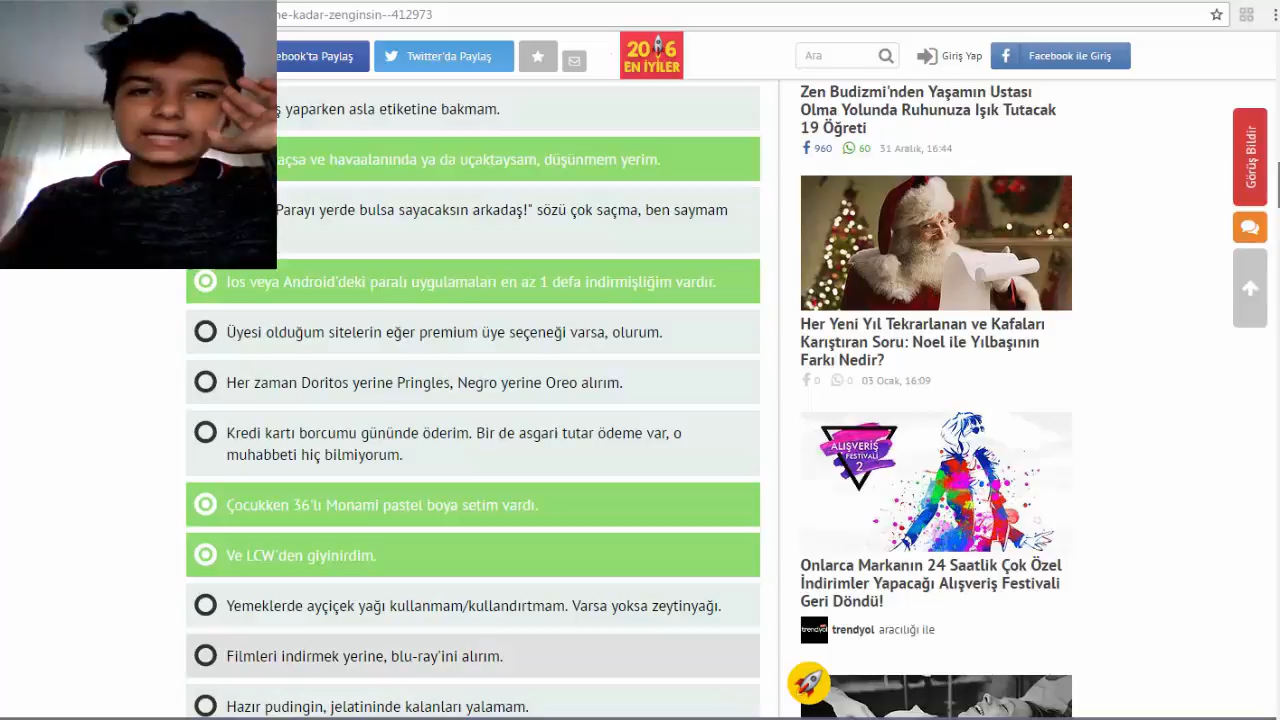 ne-kadar-zenginsin--412973
ebook'ta Paylaş
Twitter'da Paylaş
2016
EN İYİLER
Ara
Giriş Yap
Facebook ile Giriş
ş yaparken asla etiketine bakmam.
açsa ve havaalanında ya da uçaktaysam, düşünmem yerim.
Parayı yerde bulsa sayacaksın arkadaş!" sözü çok saçma, ben saymam
Ios veya Android'deki paralı uygulamaları en az 1 defa indirmişliğim vardır.
Üyesi olduğum sitelerin eğer premium üye seçeneği varsa, olurum.
Her zaman Doritos yerine Pringles, Negro yerine Oreo alırım.
Kredi kartı borcumu gününde öderim. Bir de asgari tutar ödeme var, o
muhabbeti hiç bilmiyorum.
Çocukken 36'lı Monami pastel boya setim vardı.
Ve LCW'den giyinirdim.
Yemeklerde ayçiçek yağı kullanmam/kullandırtmam. Varsa yoksa zeytinyağı.
Filmleri indirmek yerine, blu-ray'ini alırım.
Hazır pudingin, jelatininde kalanları yalamam.
Zen Budizmi'nden Yaşamın Ustası
Olma Yolunda Ruhunuza Işık Tutacak
19 Öğreti
960 60 31 Aralık, 16:44
Her Yeni Yıl Tekrarlanan ve Kafaları
Karıştıran Soru: Noel ile Yılbaşının
Farkı Nedir?
0 0 03 Ocak, 16:09
ALIŞVERİŞ
FESTİVALİ
2
Onlarca Markanın 24 Saatlik Çok Özel
İndirimler Yapacağı Alışveriş Festivali
Geri Döndü!
trendyol
trendyol aracılığı ile
Görüş Bildir